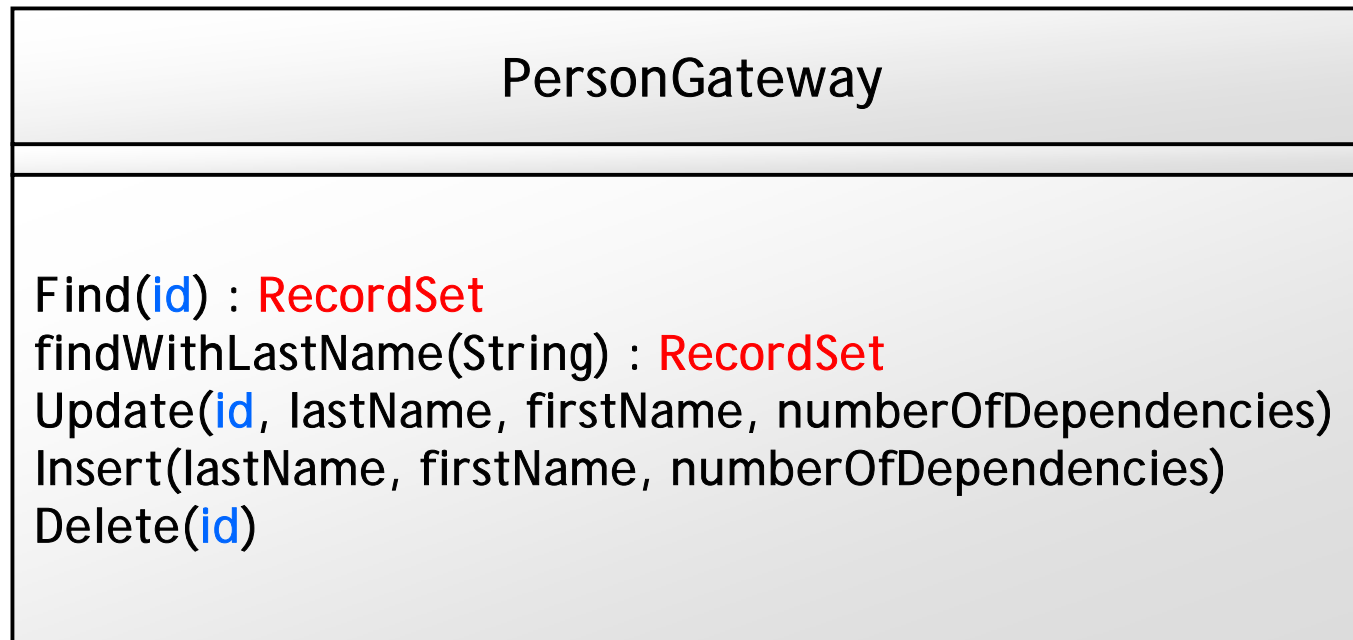 PersonGateway
Find(id) : RecordSet
findWithLastName(String) : RecordSet
Update(id, lastName, firstName, numberOfDependencies)
Insert(lastName, firstName, numberOfDependencies)
Delete(id)